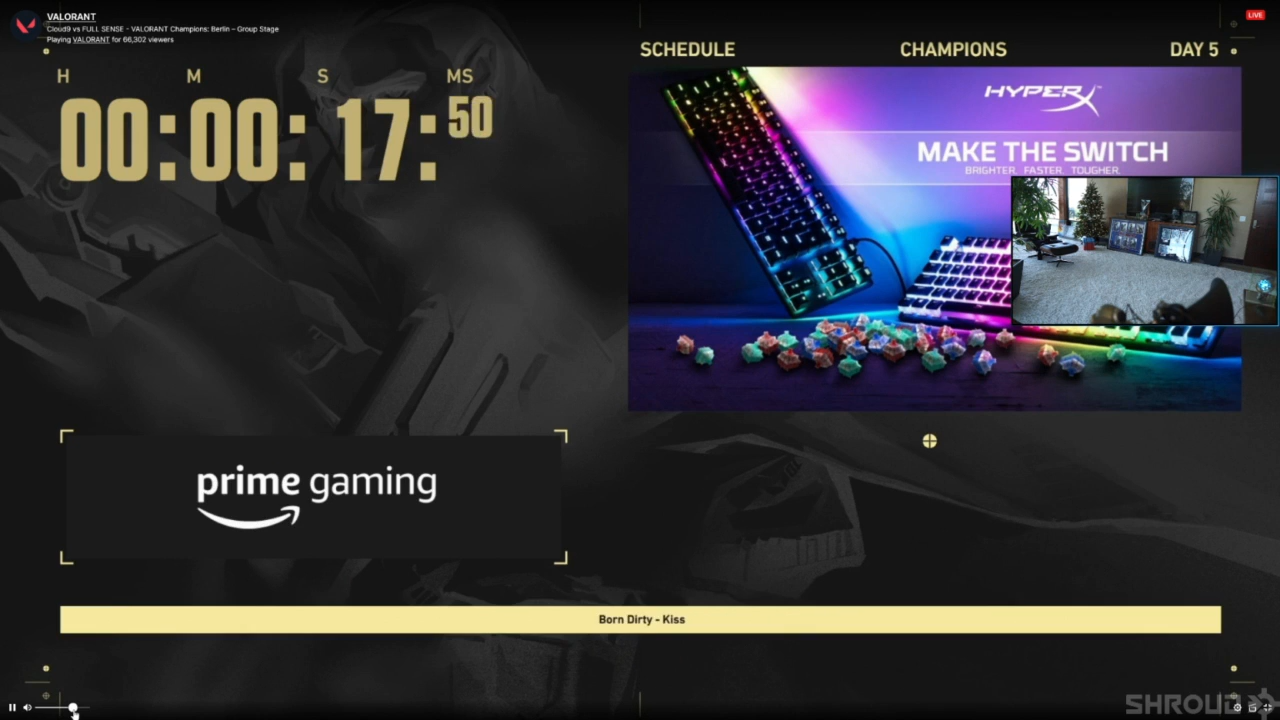 VALORANT
Cloud9 vs FULL SENSE - VALORANT Champions: Berlin – Group Stage
Playing VALORANT for 66,302 viewers
LIVE
SCHEDULE CHAMPIONS DAY 5
H M S MS
00:00:17:50
HYPERX
MAKE THE SWITCH
BRIGHTER. FASTER. TOUGHER.
prime gaming
Born Dirty - Kiss
SHROUD